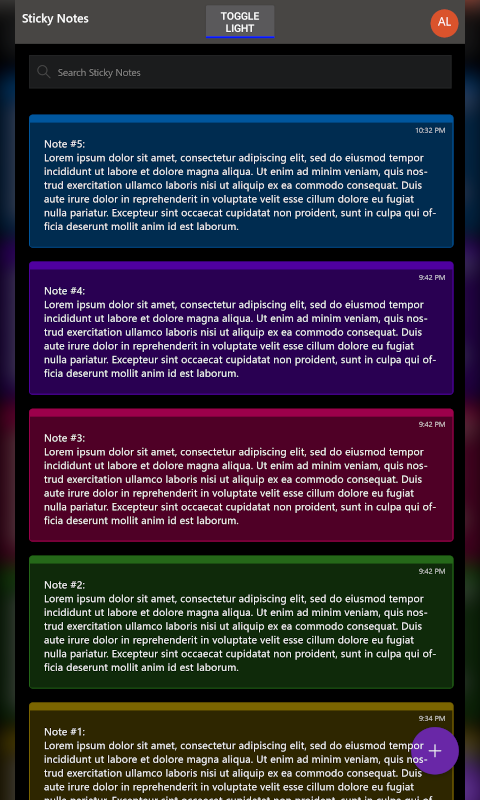 Sticky Notes
TOGGLE
LIGHT
AL
Search Sticky Notes
10:32 PM
Note #5:
Lorem ipsum dolor sit amet, consectetur adipiscing elit, sed do eiusmod tempor
incididunt ut labore et dolore magna aliqua. Ut enim ad minim veniam, quis nos-
trud exercitation ullamco laboris nisi ut aliquip ex ea commodo consequat. Duis
aute irure dolor in reprehenderit in voluptate velit esse cillum dolore eu fugiat
nulla pariatur. Excepteur sint occaecat cupidatat non proident, sunt in culpa qui of-
ficia deserunt mollit anim id est laborum.
9:42 PM
Note #4:
Lorem ipsum dolor sit amet, consectetur adipiscing elit, sed do eiusmod tempor
incididunt ut labore et dolore magna aliqua. Ut enim ad minim veniam, quis nos-
trud exercitation ullamco laboris nisi ut aliquip ex ea commodo consequat. Duis
aute irure dolor in reprehenderit in voluptate velit esse cillum dolore eu fugiat
nulla pariatur. Excepteur sint occaecat cupidatat non proident, sunt in culpa qui of-
ficia deserunt mollit anim id est laborum.
9:42 PM
Note #3:
Lorem ipsum dolor sit amet, consectetur adipiscing elit, sed do eiusmod tempor
incididunt ut labore et dolore magna aliqua. Ut enim ad minim veniam, quis nos-
trud exercitation ullamco laboris nisi ut aliquip ex ea commodo consequat. Duis
aute irure dolor in reprehenderit in voluptate velit esse cillum dolore eu fugiat
nulla pariatur. Excepteur sint occaecat cupidatat non proident, sunt in culpa qui of-
ficia deserunt mollit anim id est laborum.
9:42 PM
Note #2:
Lorem ipsum dolor sit amet, consectetur adipiscing elit, sed do eiusmod tempor
incididunt ut labore et dolore magna aliqua. Ut enim ad minim veniam, quis nos-
trud exercitation ullamco laboris nisi ut aliquip ex ea commodo consequat. Duis
aute irure dolor in reprehenderit in voluptate velit esse cillum dolore eu fugiat
nulla pariatur. Excepteur sint occaecat cupidatat non proident, sunt in culpa qui of-
ficia deserunt mollit anim id est laborum.
9:34 PM
Note #1:
Lorem ipsum dolor sit amet, consectetur adipiscing elit, sed do eiusmod tempor
incididunt ut labore et dolore magna aliqua. Ut enim ad minim veniam, quis nos-
trud exercitation ullamco laboris nisi ut aliquip ex ea commodo consequat. Duis
aute irure dolor in reprehenderit in voluptate velit esse cillum dolore eu fugiat